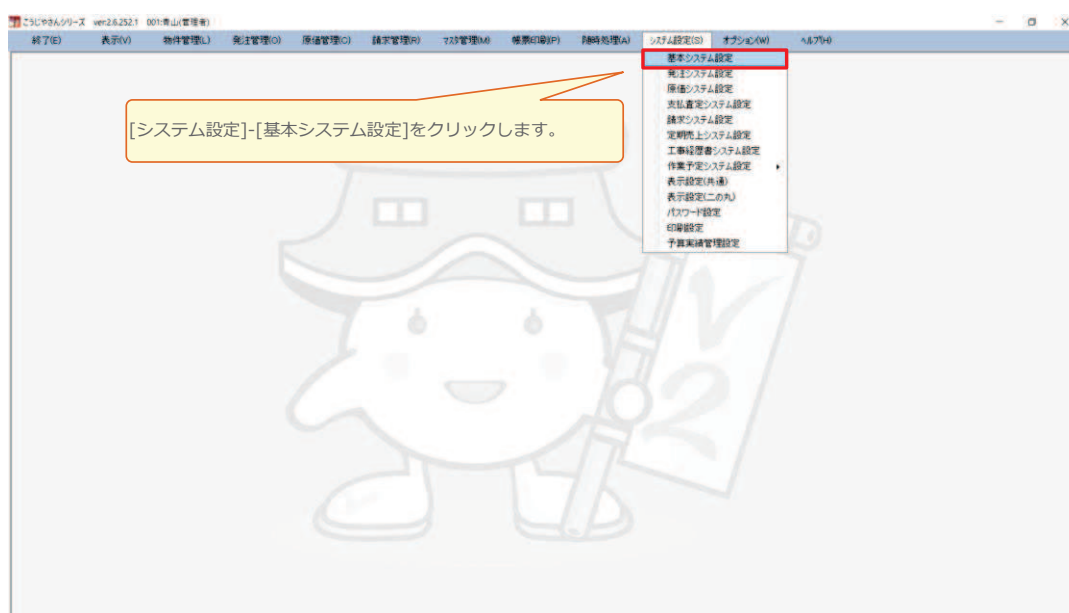 こうじやさんシリーズ ver:2.6.252.1 001:青山(管理者)
終了(E) 表示(V) 物件管理(L) 発注管理(O) 原価管理(C) 請求管理(R) マスタ管理(M) 帳票印刷(P) 随時処理(A) システム設定(S) オプション(W) ヘルプ(H)
基本システム設定
発注システム設定
原価システム設定
支払査定システム設定
請求システム設定
定期売上システム設定
工事経歴書システム設定
作業予定システム設定
表示設定(共通)
表示設定(二の丸)
パスワード設定
印刷設定
予算実績管理設定
[システム設定]-[基本システム設定]をクリックします。
V
2